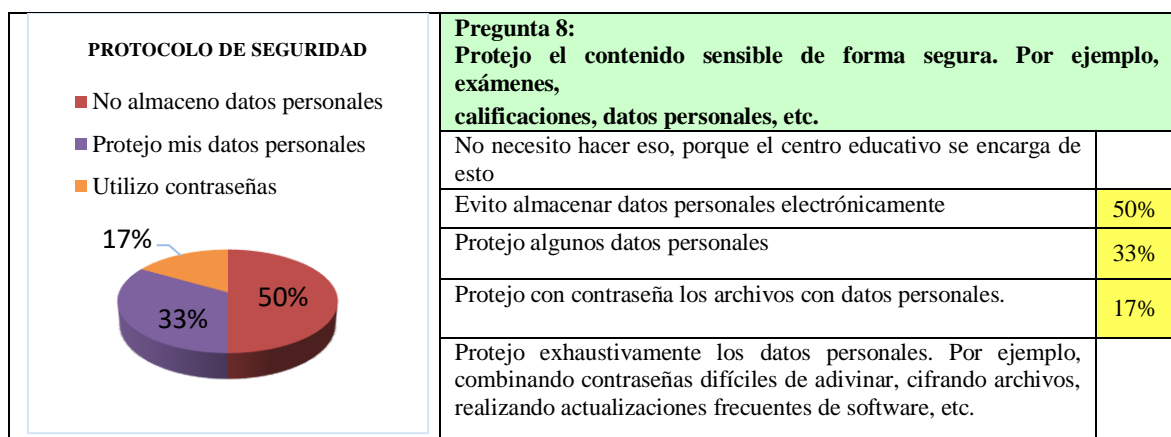 PROTOCOLO DE SEGURIDAD
No almaceno datos personales
Protejo mis datos personales
Utilizo contraseñas
17%
50%
33%
Pregunta 8:
Protejo el contenido sensible de forma segura. Por ejemplo,
exámenes,
calificaciones, datos personales, etc.
No necesito hacer eso, porque el centro educativo se encarga de
esto
Evito almacenar datos personales electrónicamente
50%
Protejo algunos datos personales
33%
Protejo con contraseña los archivos con datos personales.
17%
Protejo exhaustivamente los datos personales. Por ejemplo,
combinando contraseñas difíciles de adivinar, cifrando archivos,
realizando actualizaciones frecuentes de software, etc.